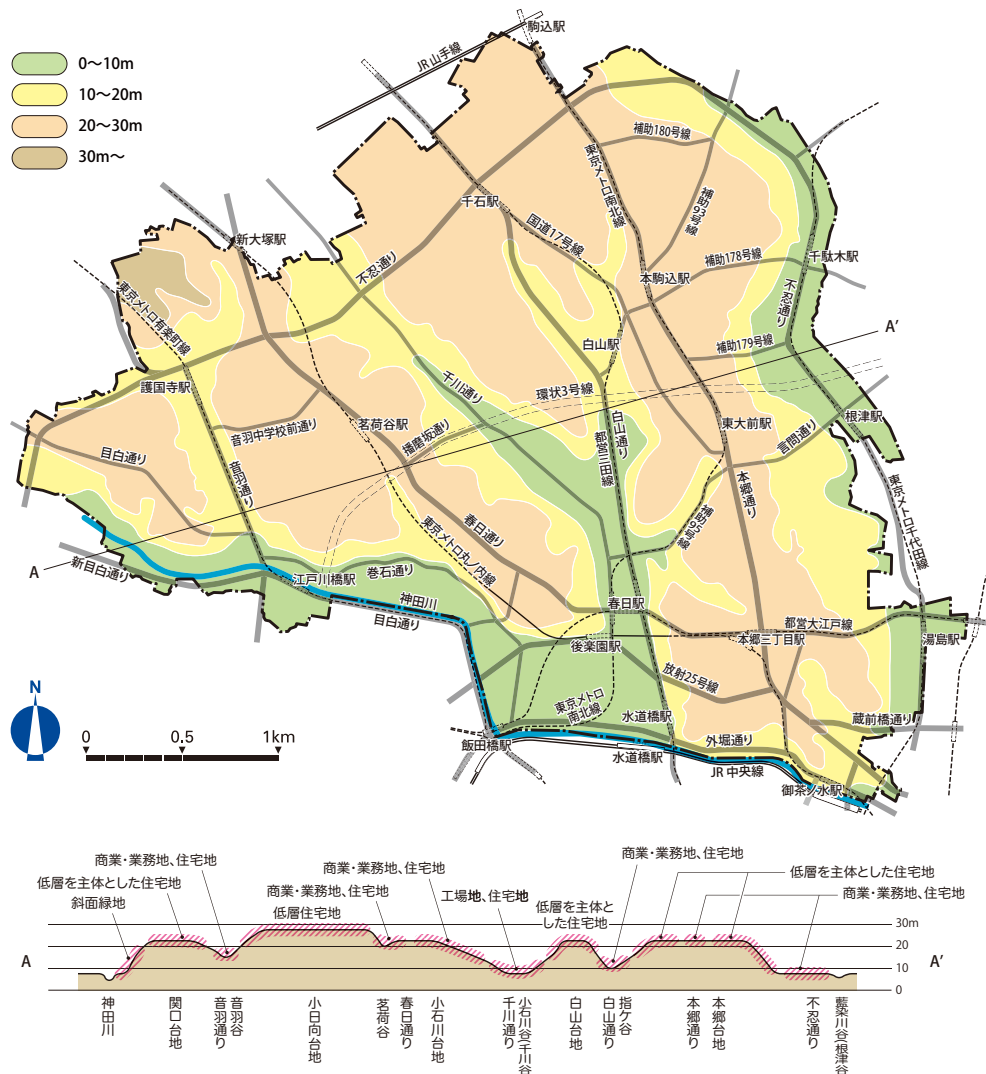 0〜10m
10〜20m
20〜30m
30m〜
駒込駅
JR山手線
補助180号線
東京メトロ南北線
補助93号線
千石駅
国道17号線
新大塚駅
不忍通り
本駒込駅
補助178号線
千駄木駅
不忍通り
東京メトロ有楽町線
白山駅
補助179号線
A'
護国寺駅
千川通り
環状3号線
白山通り
都営三田線
東大前駅
根津駅
言問通り
音羽中学校前通り
茗荷谷駅
播磨坂通り
目白通り
音羽通り
本郷通り
東京メトロ千代田線
春日通り
東京メトロ丸ノ内線
補助95号線
A
新目白通り
江戸川橋駅
巻石通り
神田川
目白通り
春日駅
都営大江戸線
後楽園駅
本郷三丁目駅
湯島駅
放射25号線
東京メトロ
南北線
水道橋駅
蔵前橋通り
飯田橋駅
外堀通り
水道橋駅
JR中央線
御茶ノ水駅
N
0
0,5
1km
商業・業務地、住宅地
低層を主体とした住宅地
斜面緑地
商業・業務地、住宅地
商業・業務地、住宅地
低層住宅地
工場地、住宅地
低層を主体と
した住宅地
商業・業務地、住宅地
低層を主体とした住宅地
商業・業務地、住宅地
30m
20
10
0
A
A'
神田川
関口台地
音羽通り
音羽谷
小日向台地
茗荷谷
春日通り
小石川台地
千川通り
小石川谷(千川谷)
白山台地
白山通り
指ケ谷
本郷通り
本郷台地
不忍通り
藍染川谷(根津谷)